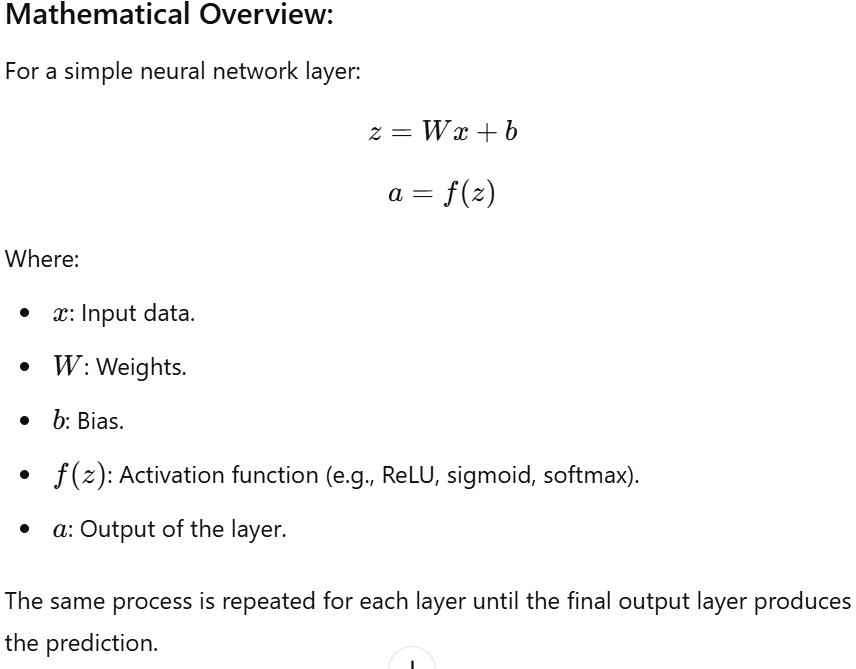 Mathematical Overview:
For a simple neural network layer:
z = Wx + b
a = f(z)
Where:
• x: Input data.
• W: Weights.
• b: Bias.
• f(z): Activation function (e.g., ReLU, sigmoid, softmax).
• a: Output of the layer.
The same process is repeated for each layer until the final output layer produces
the prediction.